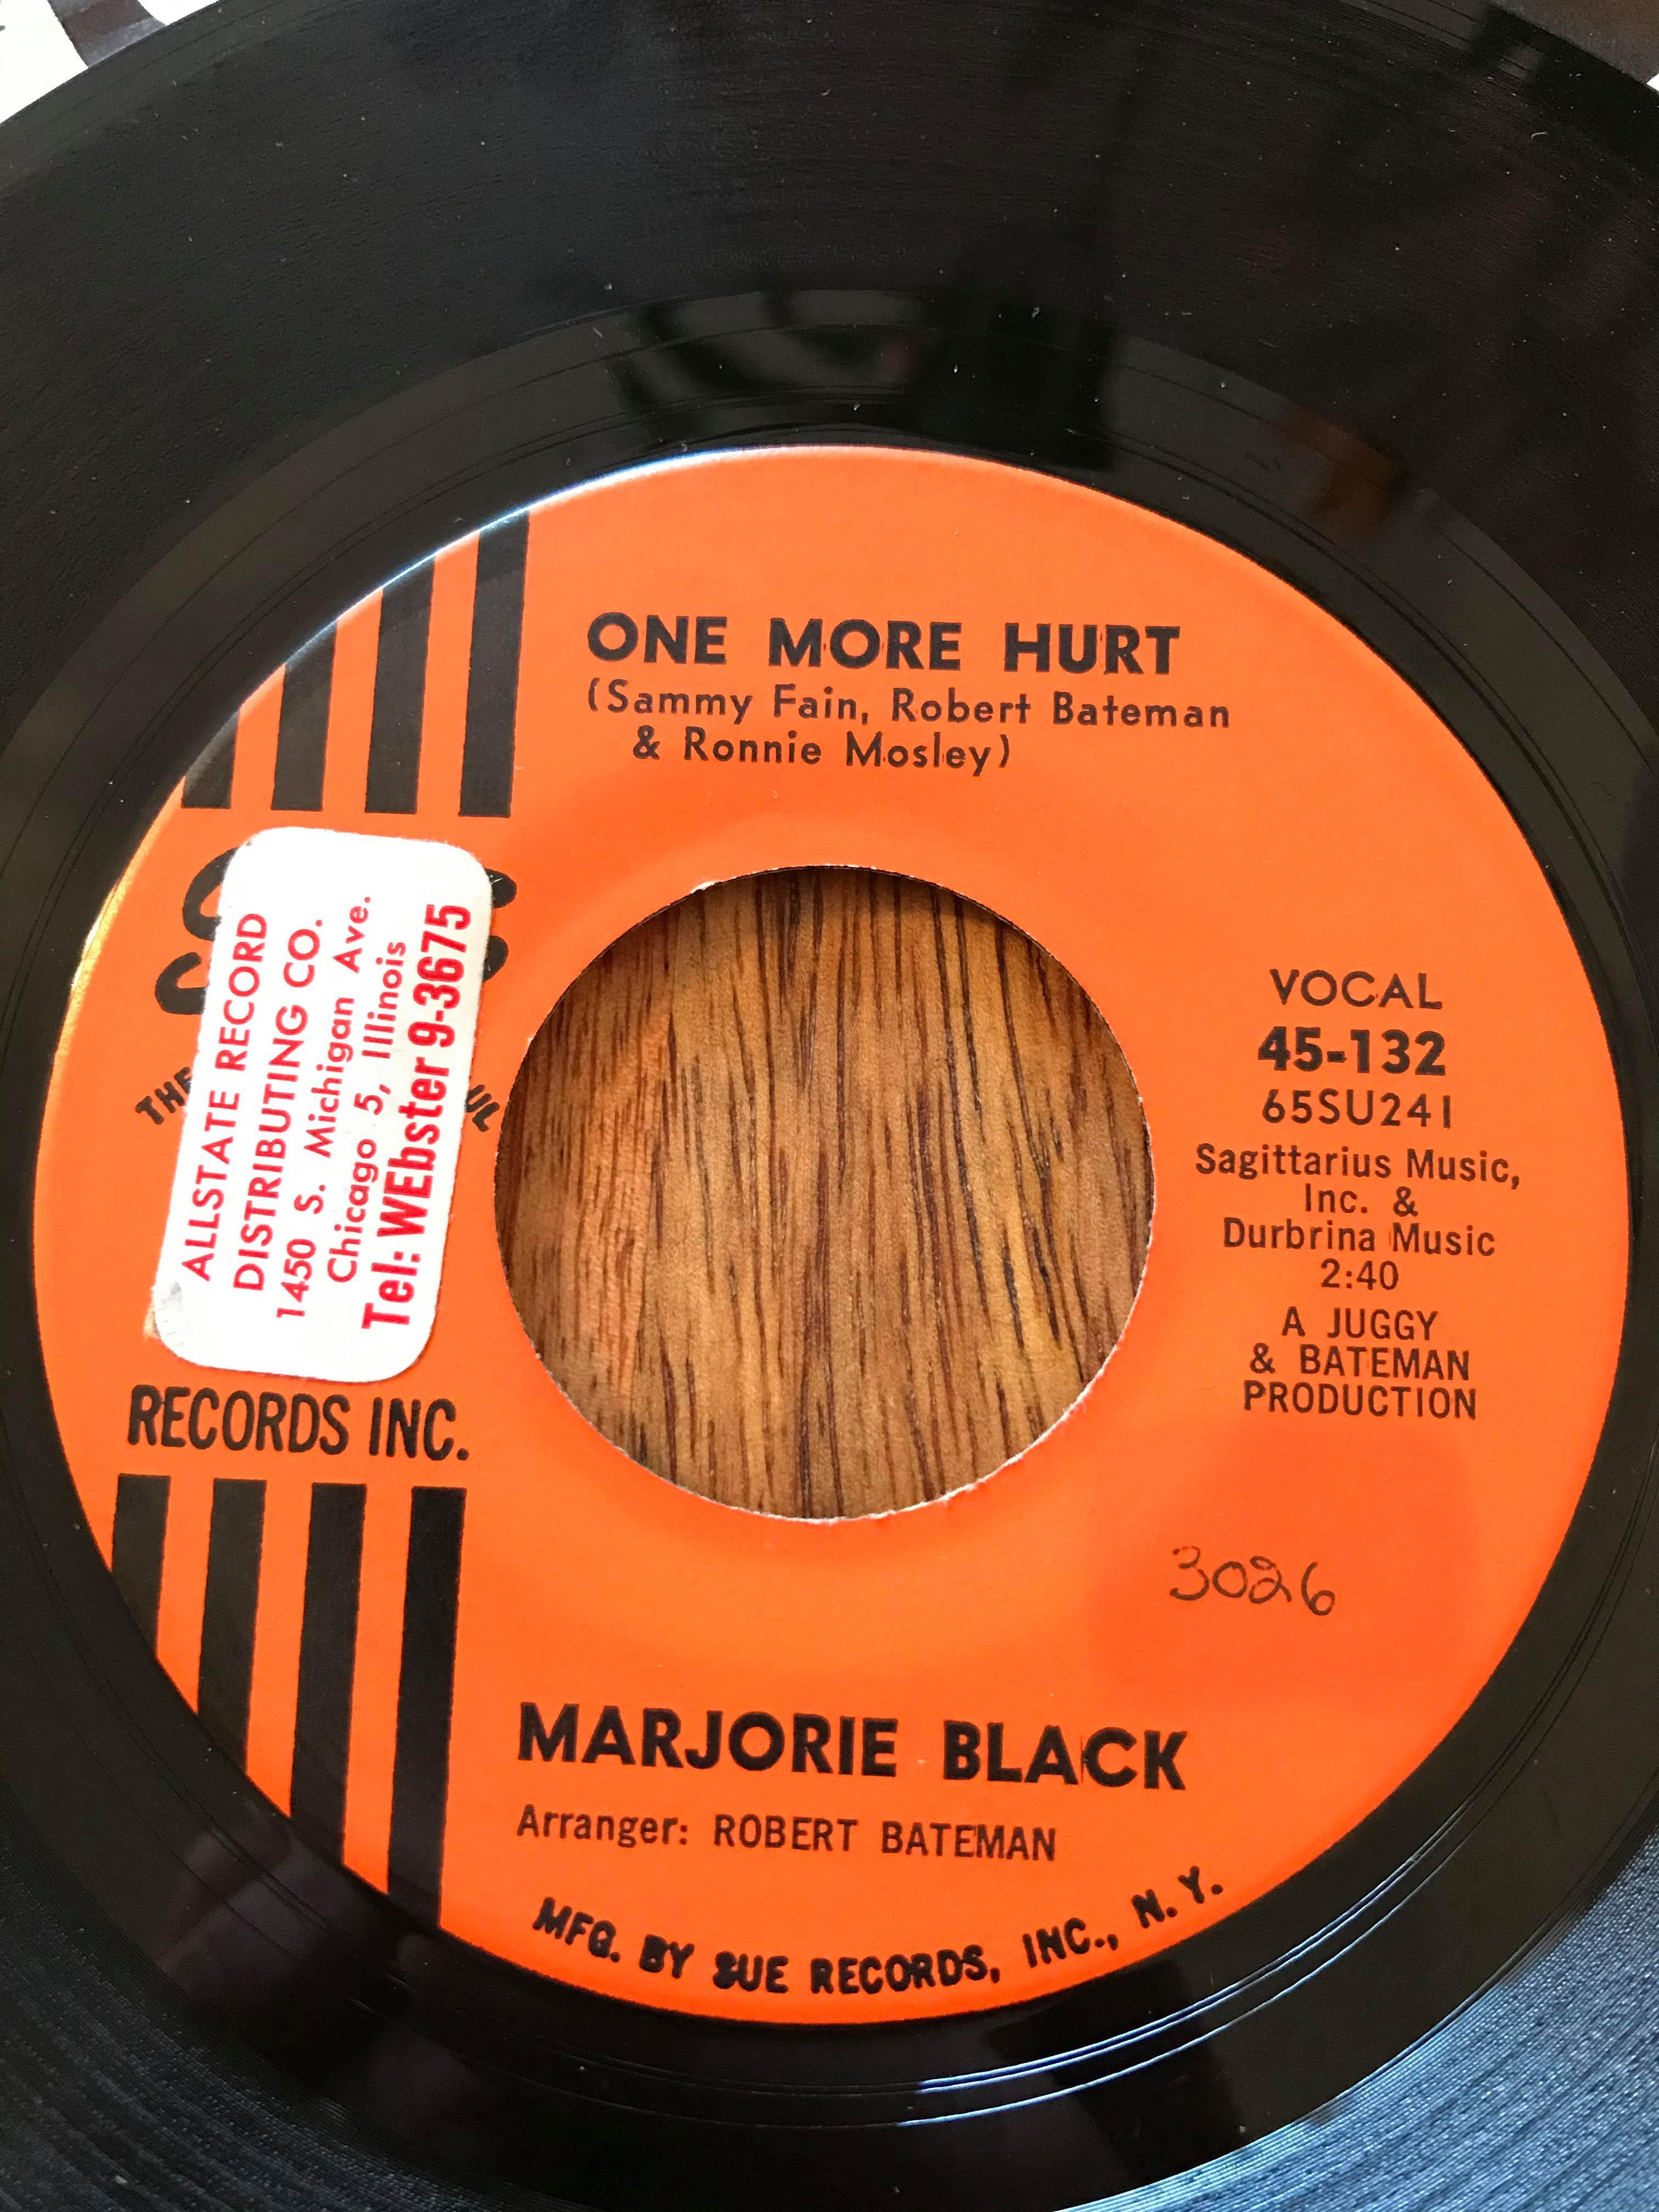 ONE MORE HURT
(Sammy Fain, Robert Bateman
& Ronnie Mosley)
ALLSTATE RECORD
DISTRIBUTING CO.
1450 S. Michigan Ave.
Chicago 5, Illinois
Tel: WEbster 9-3675
THE
RECORDS INC.
VOCAL
45-132
65SU241
Sagittarius Music,
Inc. &
Durbrina Music
2:40
A JUGGY
& BATEMAN
PRODUCTION
3026
MARJORIE BLACK
Arranger: ROBERT BATEMAN
MFG. BY SUE RECORDS, INC., N. Y.